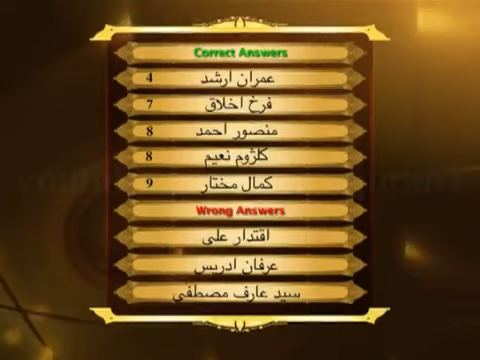 Correct Answers
4 عمران ارشد
7 فرخ اخلاق
8 منصور احمد
8 کلژوم نعیم
9 کمال مختار
Wrong Answers
اقتدار علی
عرفان ادریس
سید عارف مصطفی